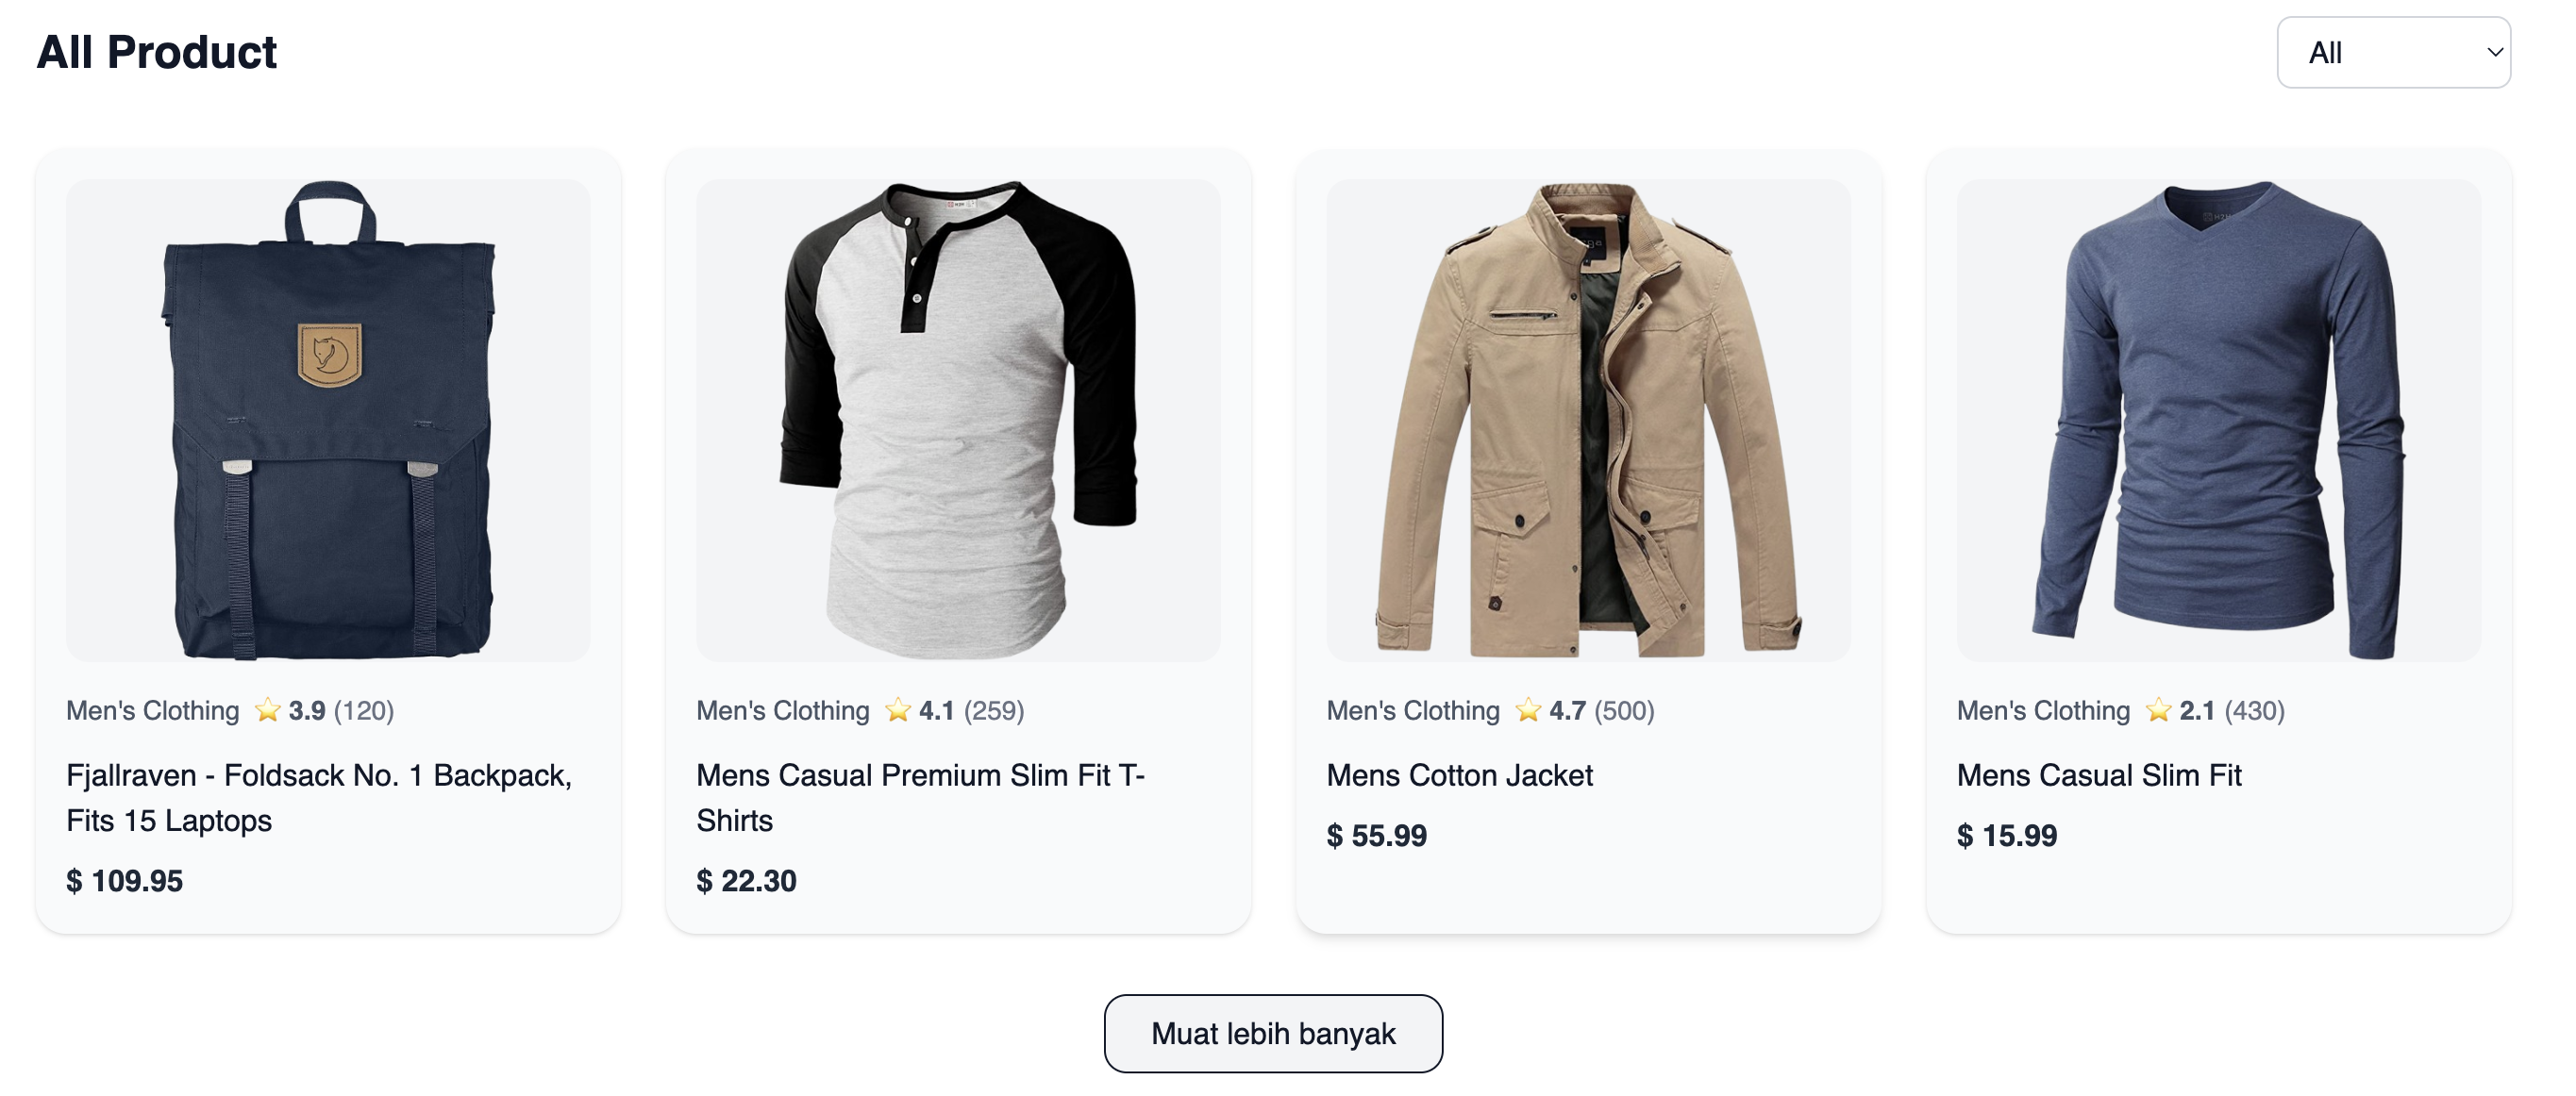 All Product
All
Men's Clothing ⭐ 3.9 (120)
Fjallraven - Foldsack No. 1 Backpack,
Fits 15 Laptops
$ 109.95
Men's Clothing ⭐ 4.1 (259)
Mens Casual Premium Slim Fit T-
Shirts
$ 22.30
Men's Clothing ⭐ 4.7 (500)
Mens Cotton Jacket
$ 55.99
Men's Clothing ⭐ 2.1 (430)
Mens Casual Slim Fit
$ 15.99
Muat lebih banyak